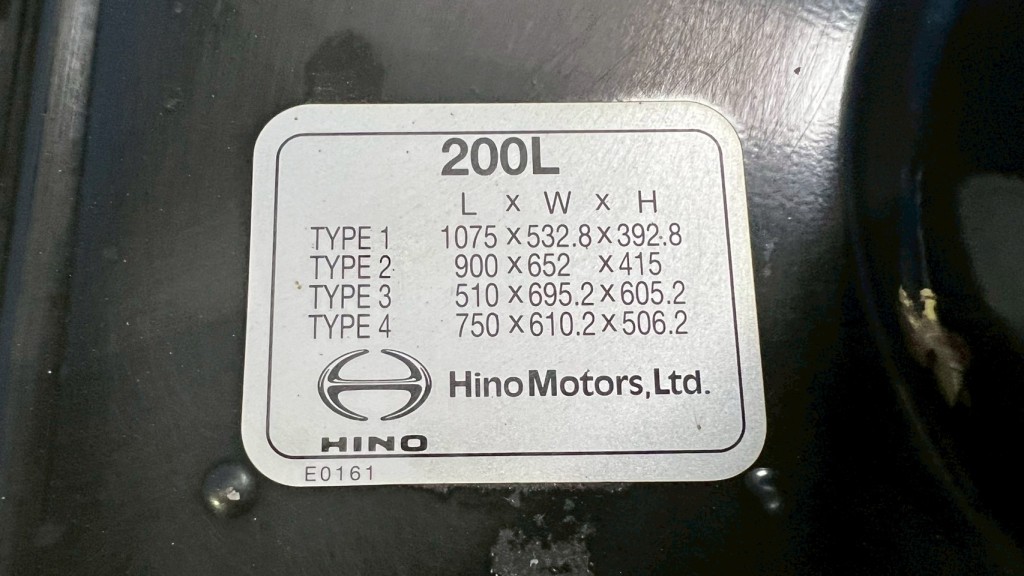 200L
L x W x H
TYPE 1 1075 x 532.8 x 392.8
TYPE 2 900 x 652 x 415
TYPE 3 510 x 695.2 x 605.2
TYPE 4 750 x 610.2 x 506.2
Hino Motors, Ltd.
HINO
E0161